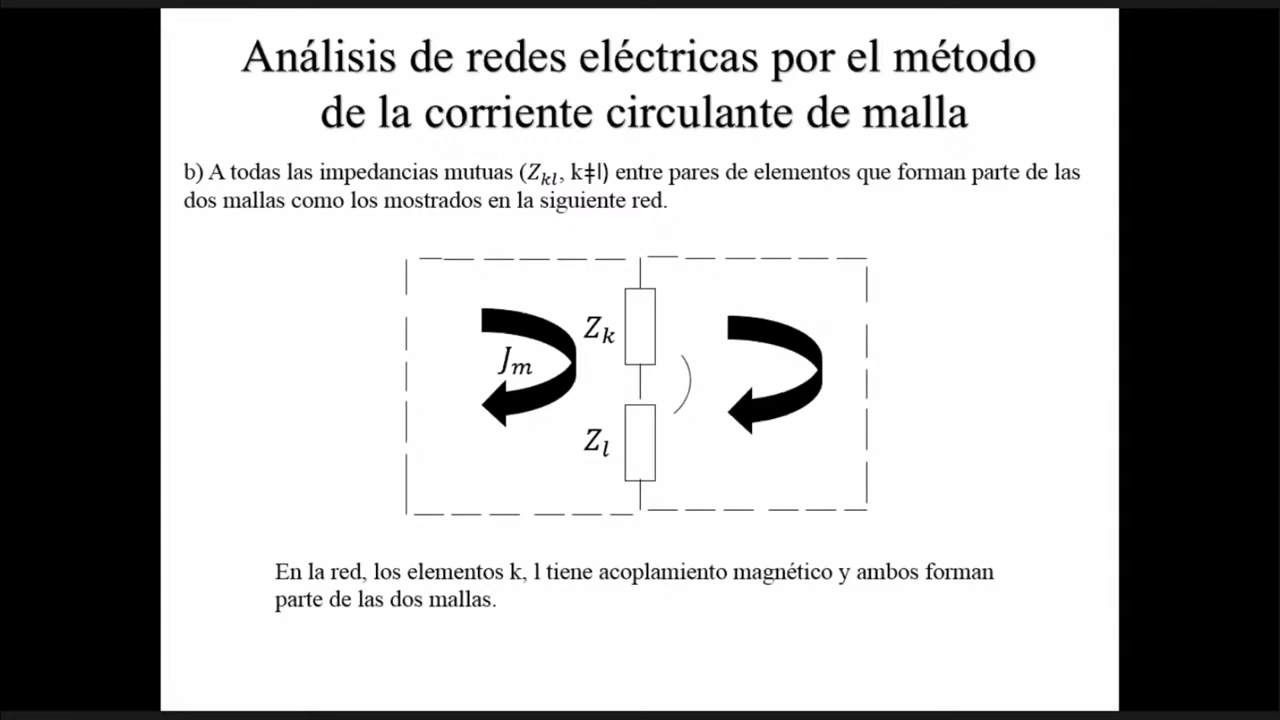 Análisis de redes eléctricas por el método
de la corriente circulante de malla
b) A todas las impedancias mutuas (Z_{kl}, k‡l) entre pares de elementos que forman parte de las
dos mallas como los mostrados en la siguiente red.
Z_k
J_m
Z_l
En la red, los elementos k, l tiene acoplamiento magnético y ambos forman
parte de las dos mallas.